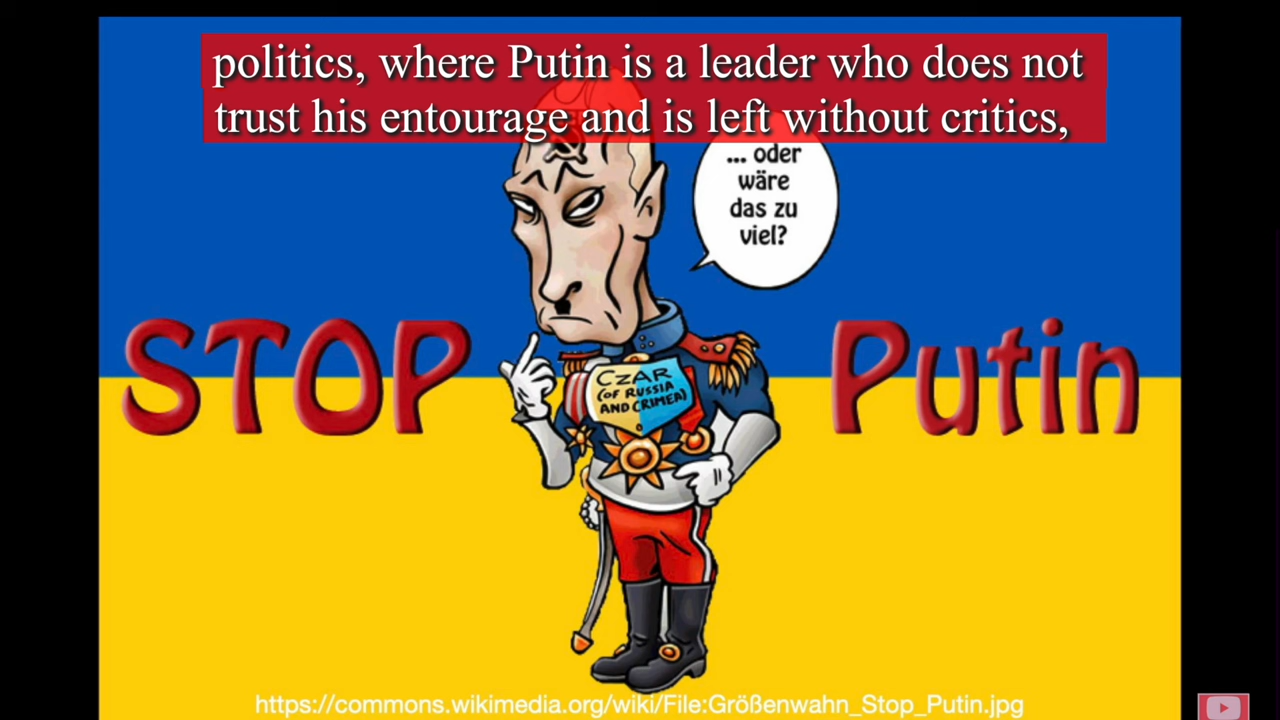 politics, where Putin is a leader who does not
trust his entourage and is left without critics,
... oder
wäre
das zu
viel?
STOP Putin
CZAR
(OF RUSSIA
AND CRIMEA)
https://commons.wikimedia.org/wiki/File:Größenwahn_Stop_Putin.jpg